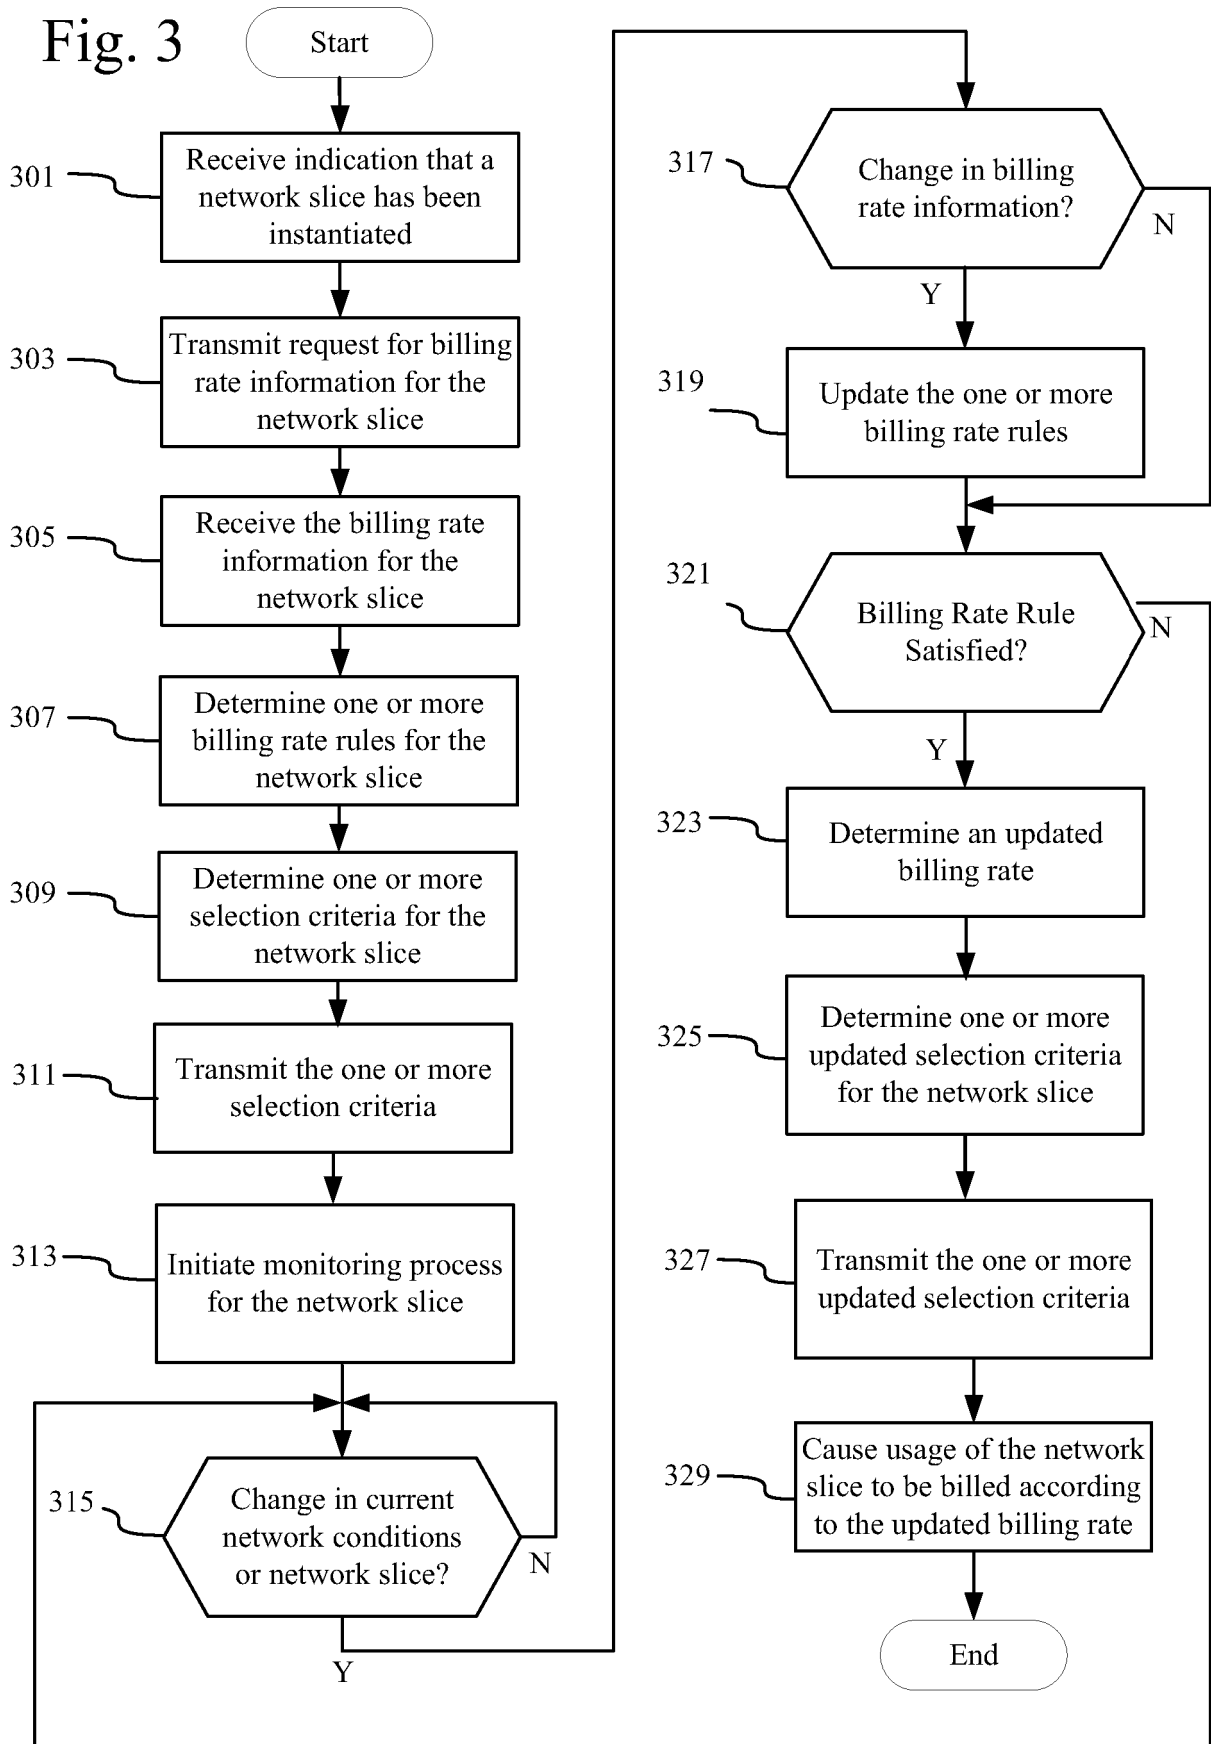 Fig. 3
Start
301
Receive indication that a
network slice has been
instantiated
303
Transmit request for billing
rate information for the
network slice
305
Receive the billing rate
information for the
network slice
307
Determine one or more
billing rate rules for the
network slice
309
Determine one or more
selection criteria for the
network slice
311
Transmit the one or more
selection criteria
313
Initiate monitoring process
for the network slice
315
Change in current
network conditions
or network slice?
N
Y
317
Change in billing
rate information?
N
Y
319
Update the one or more
billing rate rules
321
Billing Rate Rule
Satisfied?
N
Y
323
Determine an updated
billing rate
325
Determine one or more
updated selection criteria
for the network slice
327
Transmit the one or more
updated selection criteria
329
Cause usage of the network
slice to be billed according
to the updated billing rate
End